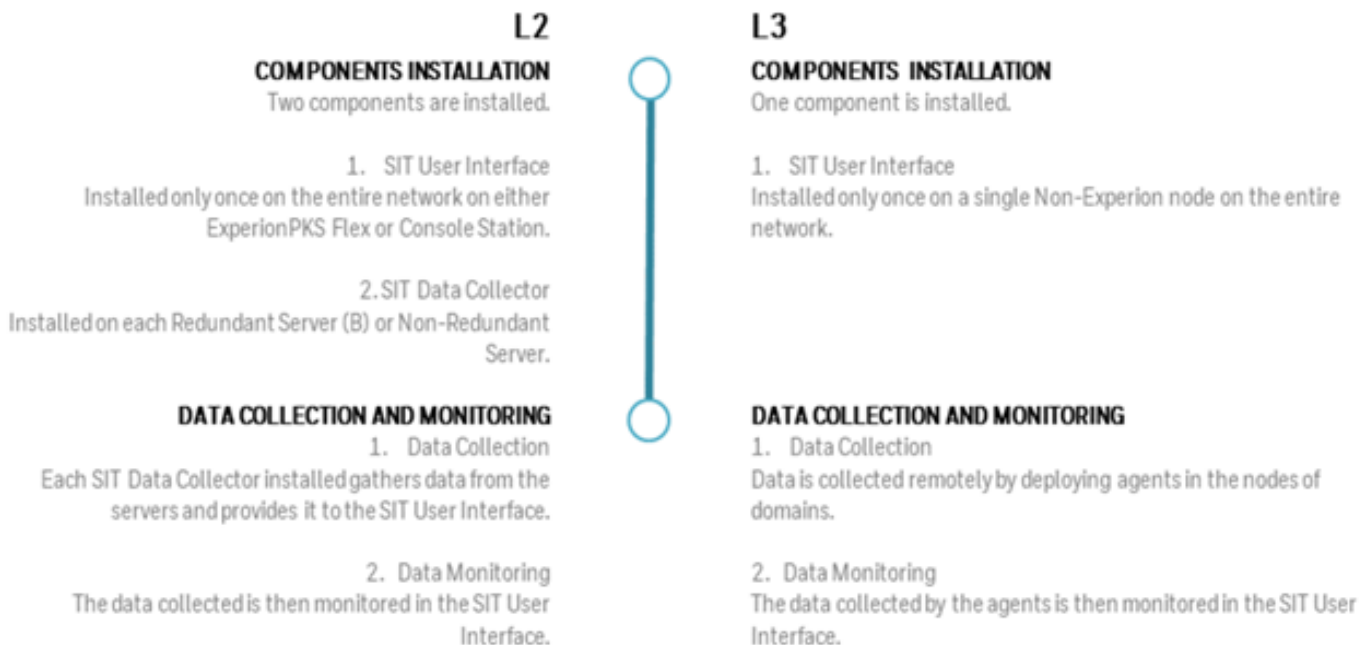 L2
COMPONENTS INSTALLATION
Two components are installed.
1. SIT User Interface
Installed only once on the entire network on either
ExperionPKS Flex or Console Station.
2. SIT Data Collector
Installed on each Redundant Server (B) or Non-Redundant
Server.
DATA COLLECTION AND MONITORING
1. Data Collection
Each SIT Data Collector installed gathers data from the
servers and provides it to the SIT User Interface.
2. Data Monitoring
The data collected is then monitored in the SIT User
Interface.
L3
COMPONENTS INSTALLATION
One component is installed.
1. SIT User Interface
Installed only once on a single Non-Experion node on the entire
network.
DATA COLLECTION AND MONITORING
1. Data Collection
Data is collected remotely by deploying agents in the nodes of
domains.
2. Data Monitoring
The data collected by the agents is then monitored in the SIT User
Interface.